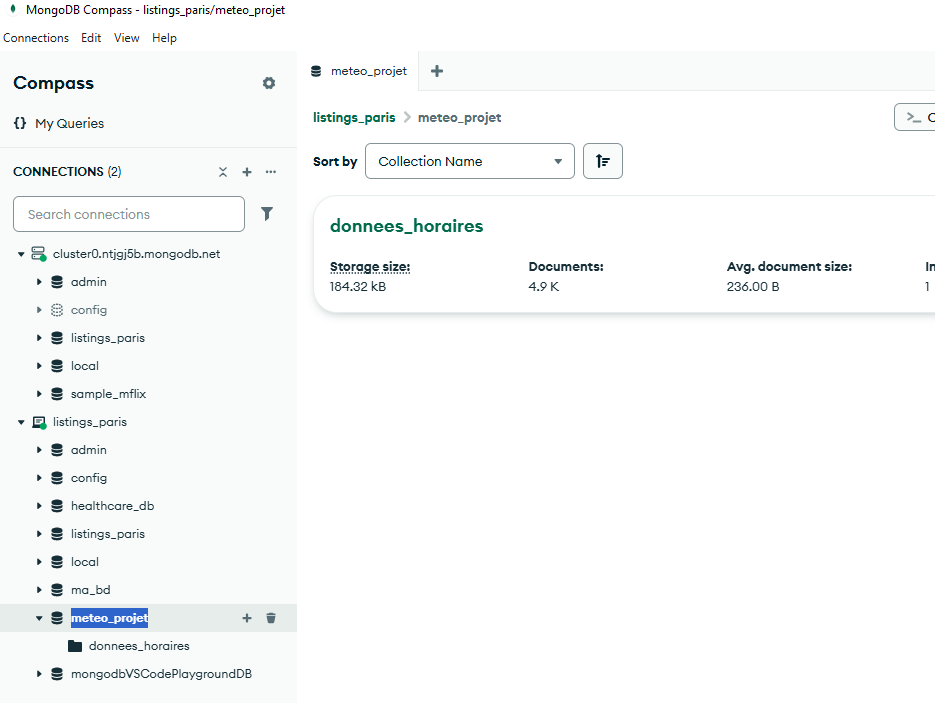 MongoDB Compass - listings_paris/meteo_projet
Connections Edit View Help
Compass
{} My Queries
CONNECTIONS (2)
Search connections
cluster0.ntjgj5b.mongodb.net
admin
config
listings_paris
local
sample_mflix
listings_paris
admin
config
healthcare_db
listings_paris
local
ma_bd
meteo_projet
donnees_horaires
mongodbVSCodePlaygroundDB
meteo_projet
listings_paris > meteo_projet
>_
Sort by Collection Name
donnees_horaires
Storage size: Documents: Avg. document size: In
184.32 kB 4.9 K 236.00 B 1